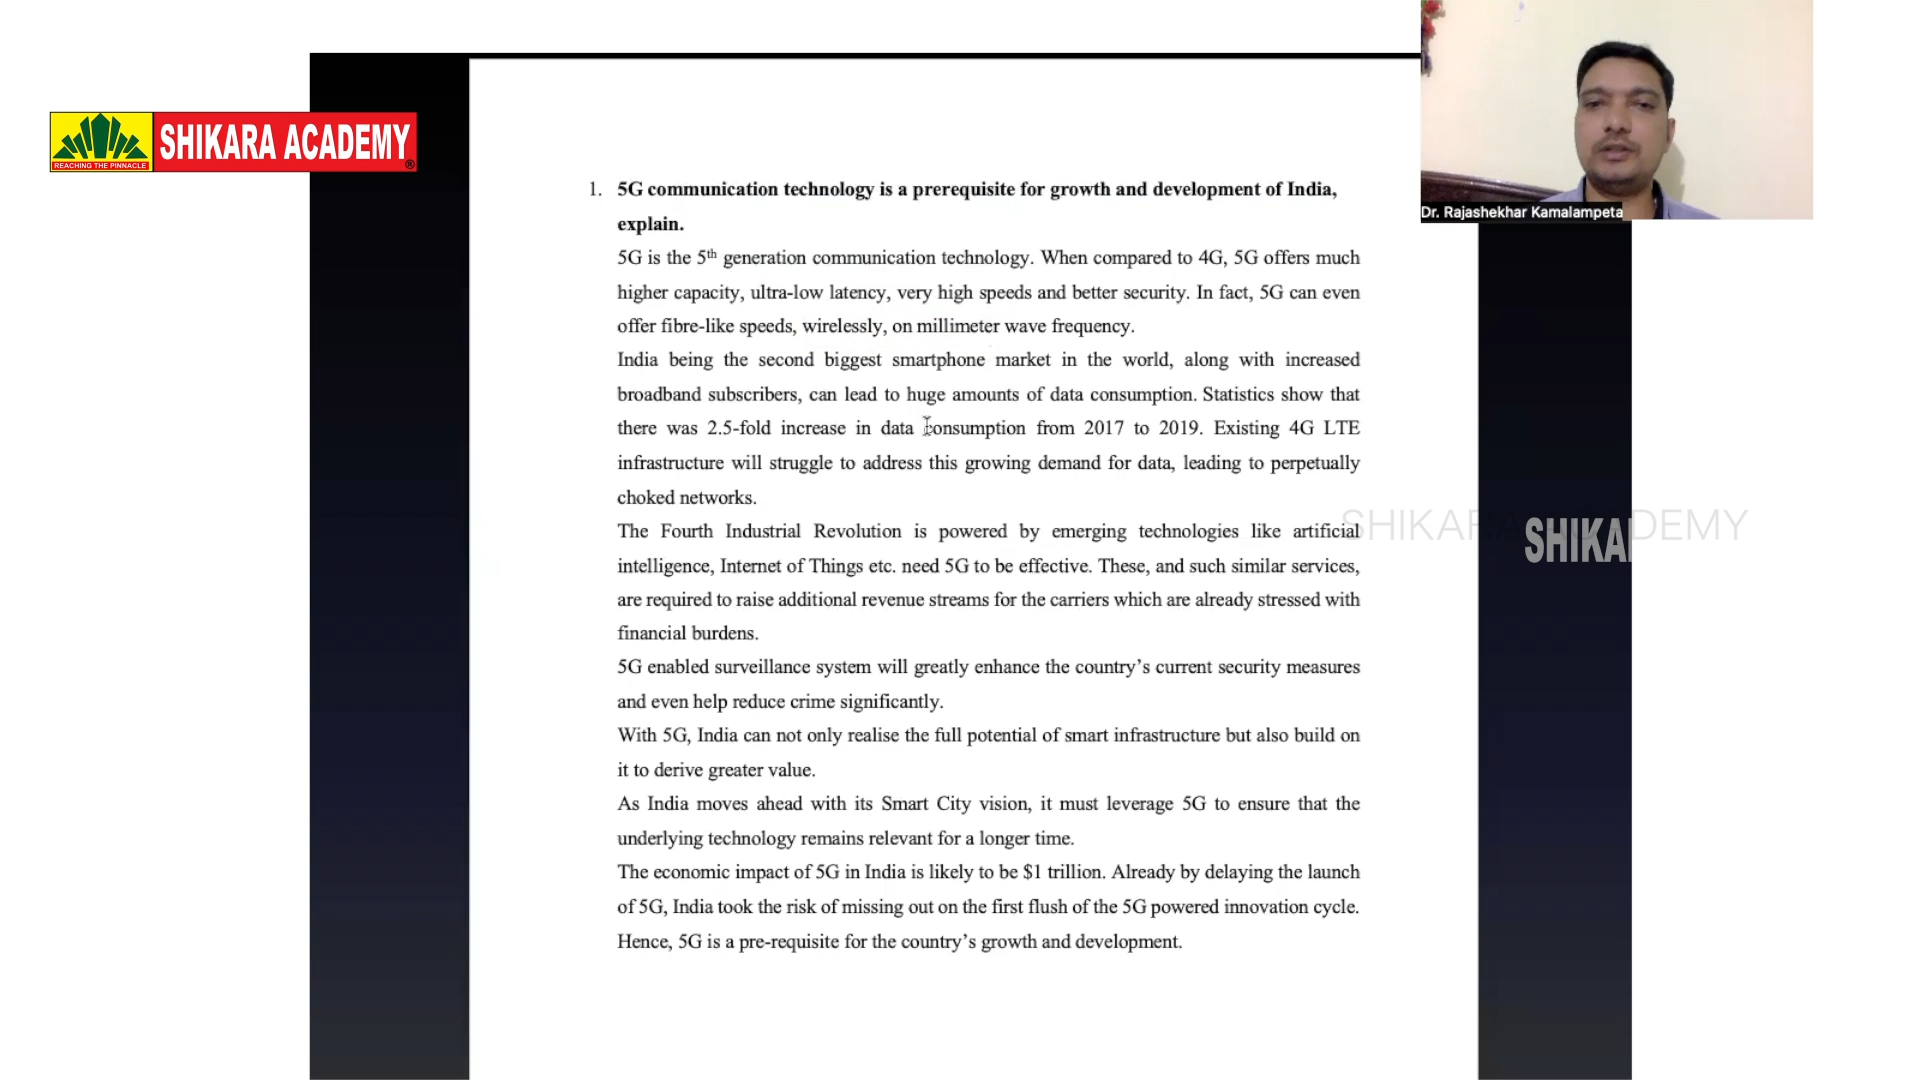 SHIKARA ACADEMY
REACHING THE PINNACLE
®
Dr. Rajashekhar Kamalampeta
1. 5G communication technology is a prerequisite for growth and development of India,
explain.
5G is the 5th generation communication technology. When compared to 4G, 5G offers much
higher capacity, ultra-low latency, very high speeds and better security. In fact, 5G can even
offer fibre-like speeds, wirelessly, on millimeter wave frequency.
India being the second biggest smartphone market in the world, along with increased
broadband subscribers, can lead to huge amounts of data consumption. Statistics show that
there was 2.5-fold increase in data consumption from 2017 to 2019. Existing 4G LTE
infrastructure will struggle to address this growing demand for data, leading to perpetually
choked networks.
The Fourth Industrial Revolution is powered by emerging technologies like artificial
intelligence, Internet of Things etc. need 5G to be effective. These, and such similar services,
are required to raise additional revenue streams for the carriers which are already stressed with
financial burdens.
5G enabled surveillance system will greatly enhance the country’s current security measures
and even help reduce crime significantly.
With 5G, India can not only realise the full potential of smart infrastructure but also build on
it to derive greater value.
As India moves ahead with its Smart City vision, it must leverage 5G to ensure that the
underlying technology remains relevant for a longer time.
The economic impact of 5G in India is likely to be $1 trillion. Already by delaying the launch
of 5G, India took the risk of missing out on the first flush of the 5G powered innovation cycle.
Hence, 5G is a pre-requisite for the country’s growth and development.
SHIKA